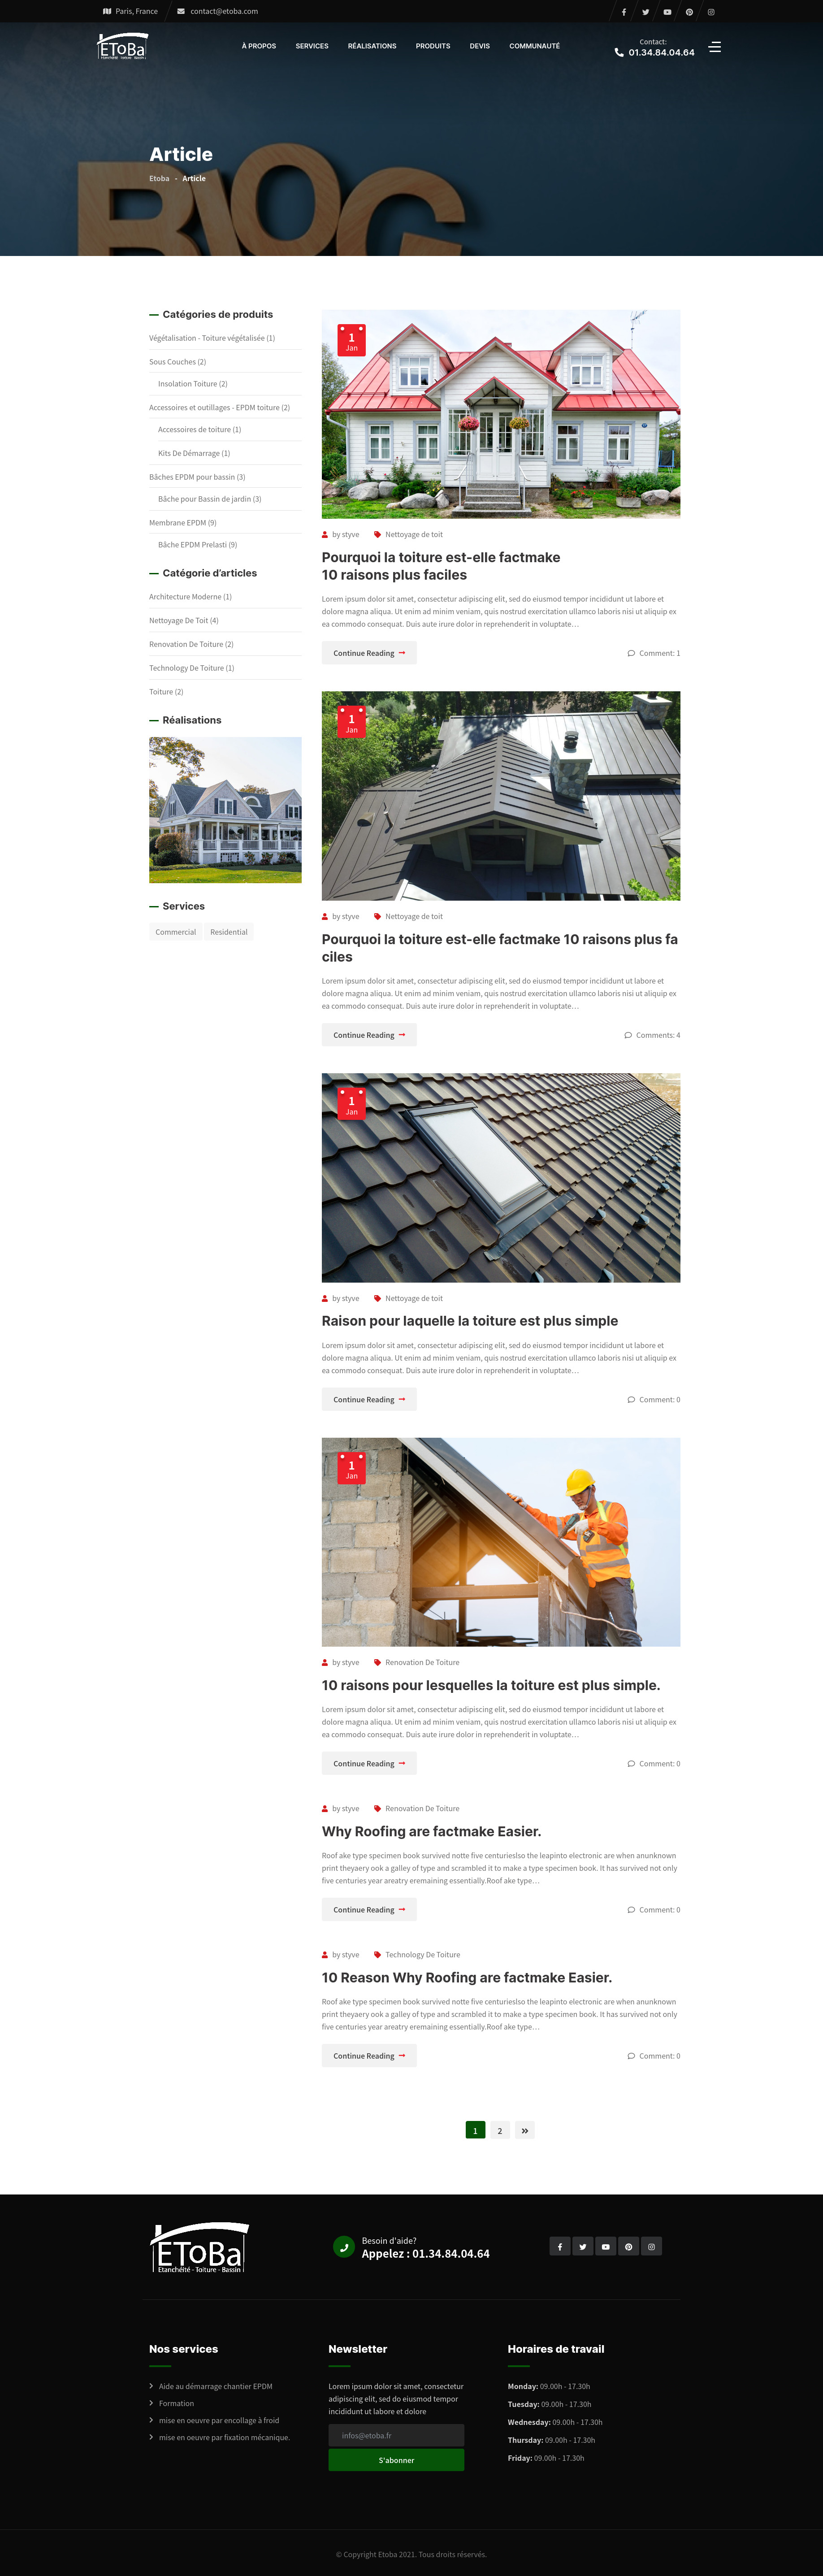 Paris, France
contact@etoba.com
EToBa
Etanchéité - Toiture - Bassin
À PROPOS
SERVICES
RÉALISATIONS
PRODUITS
DEVIS
COMMUNAUTÉ
Contact:
01.34.84.04.64
BLOG
Article
Etoba • Article
Catégories de produits
Végétalisation - Toiture végétalisée (1)
Sous Couches (2)
Insolation Toiture (2)
Accessoires et outillages - EPDM toiture (2)
Accessoires de toiture (1)
Kits De Démarrage (1)
Bâches EPDM pour bassin (3)
Bâche pour Bassin de jardin (3)
Membrane EPDM (9)
Bâche EPDM Prelasti (9)
Catégorie d'articles
Architecture Moderne (1)
Nettoyage De Toit (4)
Renovation De Toiture (2)
Technology De Toiture (1)
Toiture (2)
Réalisations
Services
Commercial
Residential
1
Jan
by styve
Nettoyage de toit
Pourquoi la toiture est-elle factmake
10 raisons plus faciles
Lorem ipsum dolor sit amet, consectetur adipiscing elit, sed do eiusmod tempor incididunt ut labore et
dolore magna aliqua. Ut enim ad minim veniam, quis nostrud exercitation ullamco laboris nisi ut aliquip ex
ea commodo consequat. Duis aute irure dolor in reprehenderit in voluptate…
Continue Reading
Comment: 1
1
Jan
by styve
Nettoyage de toit
Pourquoi la toiture est-elle factmake 10 raisons plus fa
ciles
Lorem ipsum dolor sit amet, consectetur adipiscing elit, sed do eiusmod tempor incididunt ut labore et
dolore magna aliqua. Ut enim ad minim veniam, quis nostrud exercitation ullamco laboris nisi ut aliquip ex
ea commodo consequat. Duis aute irure dolor in reprehenderit in voluptate…
Continue Reading
Comments: 4
1
Jan
by styve
Nettoyage de toit
Raison pour laquelle la toiture est plus simple
Lorem ipsum dolor sit amet, consectetur adipiscing elit, sed do eiusmod tempor incididunt ut labore et
dolore magna aliqua. Ut enim ad minim veniam, quis nostrud exercitation ullamco laboris nisi ut aliquip ex
ea commodo consequat. Duis aute irure dolor in reprehenderit in voluptate…
Continue Reading
Comment: 0
1
Jan
by styve
Renovation De Toiture
10 raisons pour lesquelles la toiture est plus simple.
Lorem ipsum dolor sit amet, consectetur adipiscing elit, sed do eiusmod tempor incididunt ut labore et
dolore magna aliqua. Ut enim ad minim veniam, quis nostrud exercitation ullamco laboris nisi ut aliquip ex
ea commodo consequat. Duis aute irure dolor in reprehenderit in voluptate…
Continue Reading
Comment: 0
by styve
Renovation De Toiture
Why Roofing are factmake Easier.
Roof ake type specimen book survived notte five centurieslso the leapinto electronic are when anunknown
print theyaery ook a galley of type and scrambled it to make a type specimen book. It has survived not only
five centuries year areatry eremaining essentially.Roof ake type…
Continue Reading
Comment: 0
by styve
Technology De Toiture
10 Reason Why Roofing are factmake Easier.
Roof ake type specimen book survived notte five centurieslso the leapinto electronic are when anunknown
print theyaery ook a galley of type and scrambled it to make a type specimen book. It has survived not only
five centuries year areatry eremaining essentially.Roof ake type…
Continue Reading
Comment: 0
1
2
»
EToBa
Etanchéité - Toiture - Bassin
Besoin d'aide?
Appelez : 01.34.84.04.64
Nos services
Aide au démarrage chantier EPDM
Formation
mise en oeuvre par encollage à froid
mise en oeuvre par fixation mécanique.
Newsletter
Lorem ipsum dolor sit amet, consectetur
adipiscing elit, sed do eiusmod tempor
incididunt ut labore et dolore
infos@etoba.fr
S'abonner
Horaires de travail
Monday: 09.00h - 17.30h
Tuesday: 09.00h - 17.30h
Wednesday: 09.00h - 17.30h
Thursday: 09.00h - 17.30h
Friday: 09.00h - 17.30h
© Copyright Etoba 2021. Tous droits réservés.